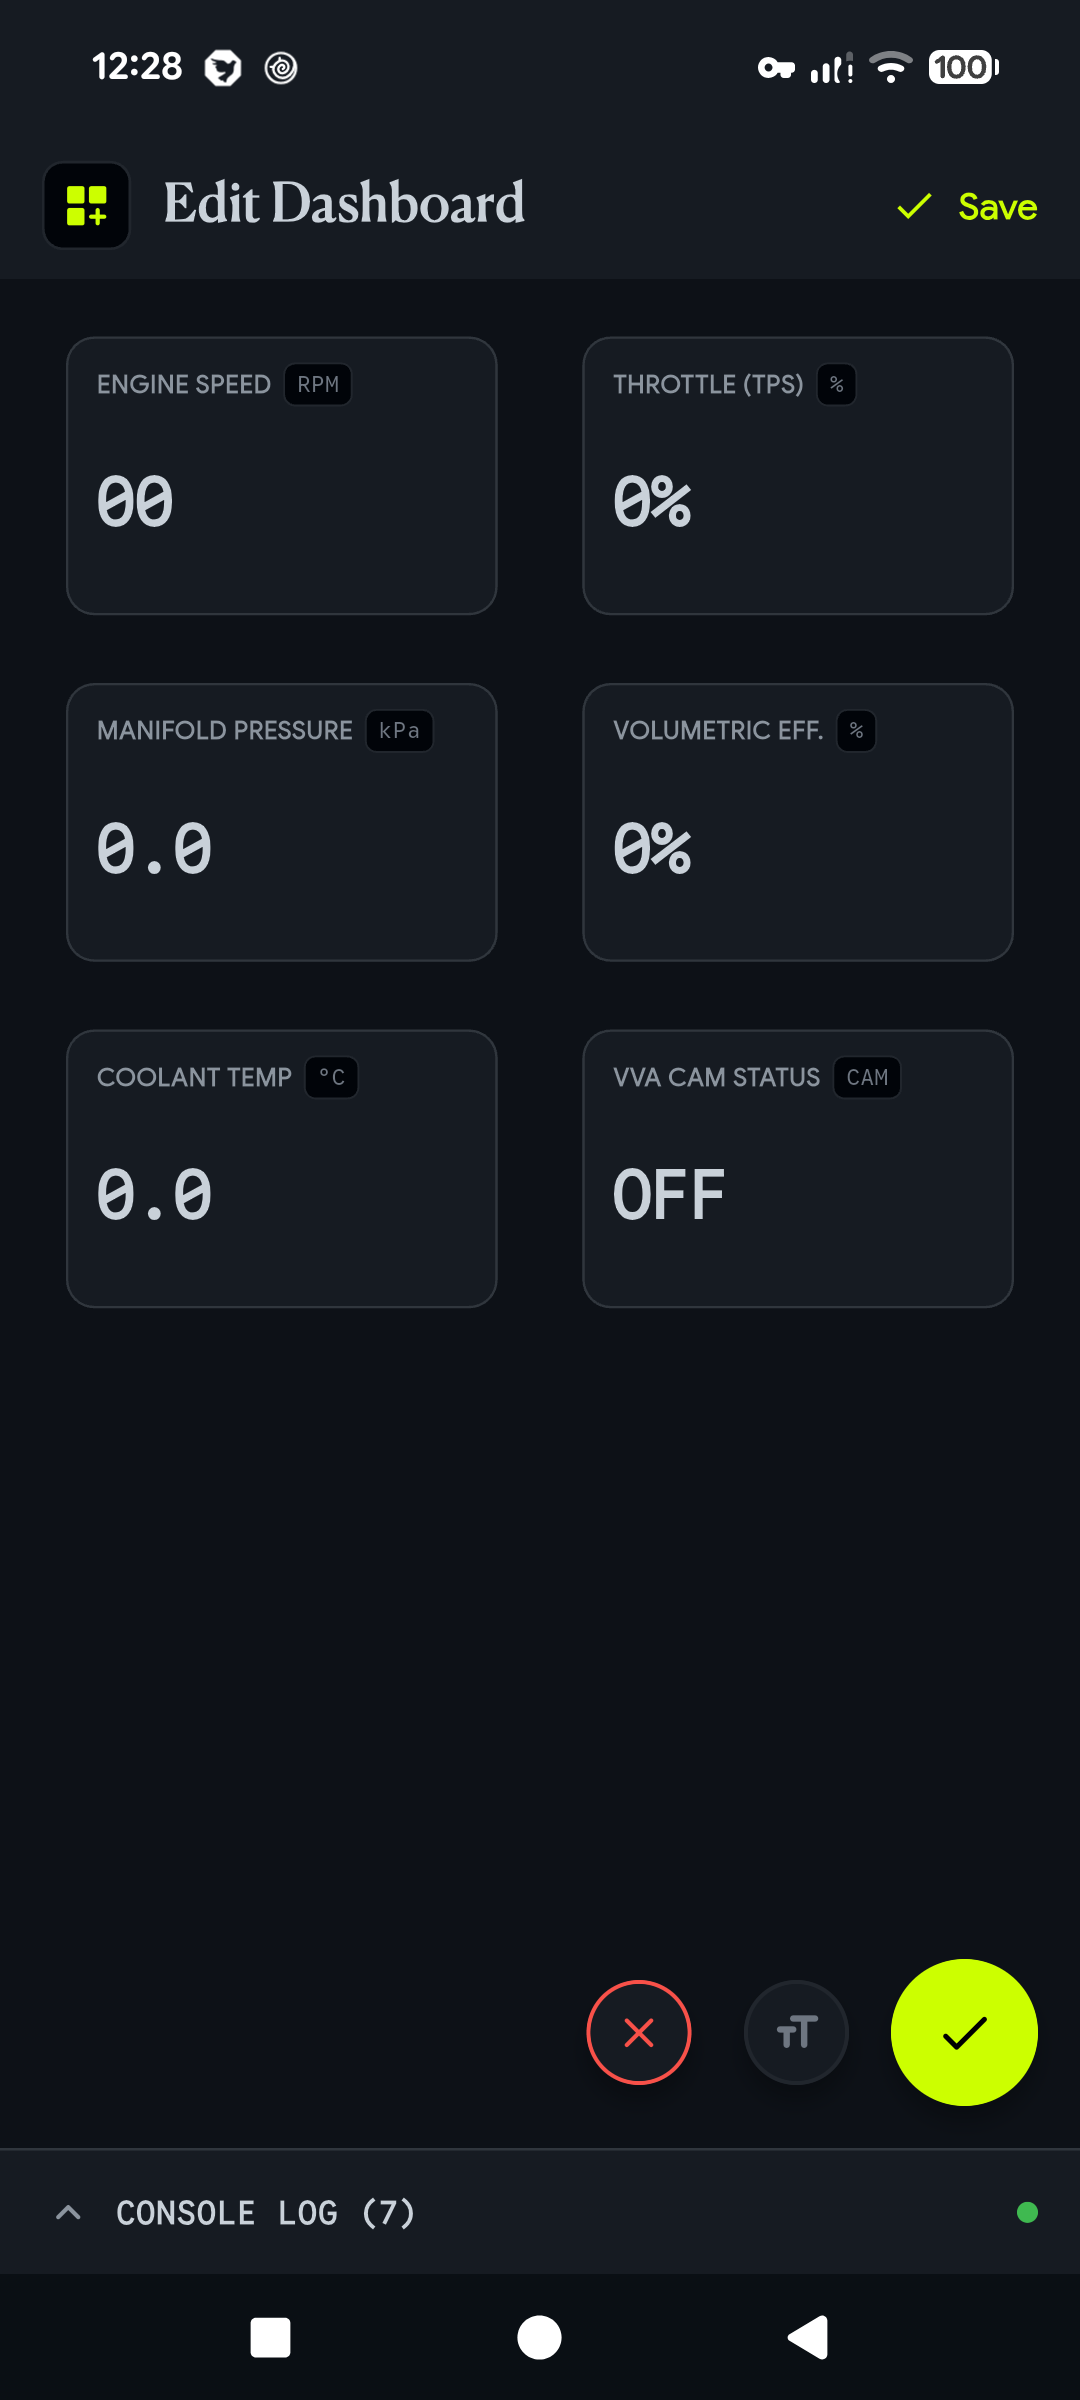 12:28
100
Edit Dashboard
Save
ENGINE SPEED RPM
00
THROTTLE (TPS) %
0%
MANIFOLD PRESSURE kPa
0.0
VOLUMETRIC EFF. %
0%
COOLANT TEMP °C
0.0
VVA CAM STATUS CAM
OFF
CONSOLE LOG (7)